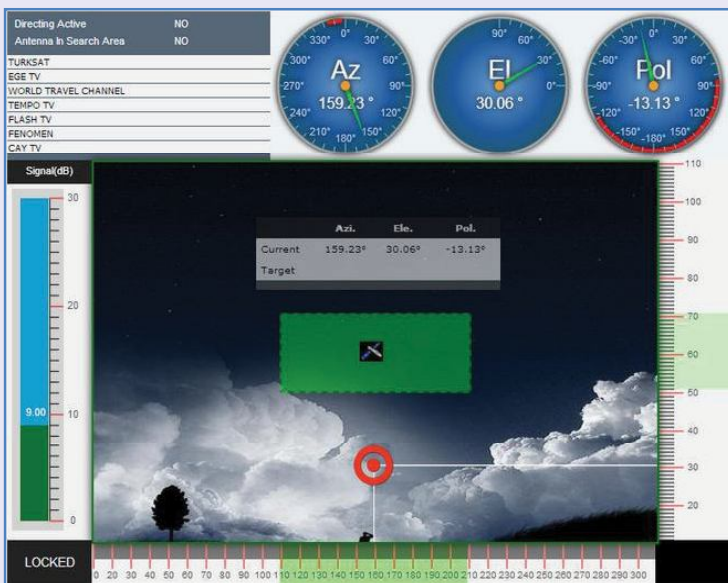 Directing Active NO
Antenna In Search Area NO
TURKSAT
EGE TV
WORLD TRAVEL CHANNEL
TEMPO TV
FLASH TV
FENOMEN
CAY TV
0°
30°
60°
90°
120°
150°
180°
210°
240°
270°
300°
330°
Az
159.23 °
90°
60°
30°
0°
El
30.06 °
0°
30°
60°
90°
120°
150°
-180°
-150°
-120°
-90°
-60°
-30°
Pol
-13.13 °
Signal(dB)
30
20
10
0
9.00
Azi. Ele. Pol.
Current 159.23° 30.06° -13.13°
Target
110
100
90
80
70
60
50
40
30
20
LOCKED
0 10 20 30 40 50 60 70 80 90 100 110 120 130 140 150 160 170 180 190 200 210 220 230 240 250 260 270 280 290 300